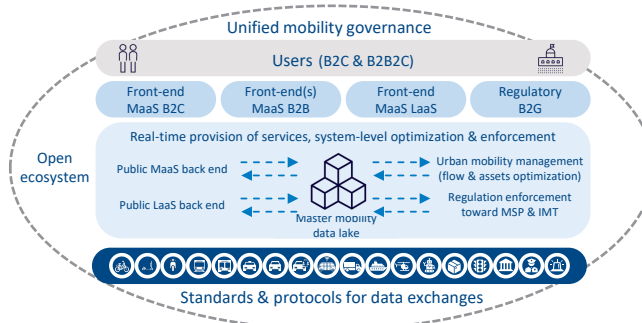 Unified mobility governance
Users (B2C & B2B2C)
Front-end
MaaS B2C
Front-end(s)
MaaS B2B
Front-end
MaaS LaaS
Regulatory
B2G
Real-time provision of services, system-level optimization & enforcement
Open
ecosystem
Public MaaS back end
Urban mobility management
(flow & assets optimization)
Public LaaS back end
Regulation enforcement
toward MSP & IMT
Master mobility
data lake
Standards & protocols for data exchanges